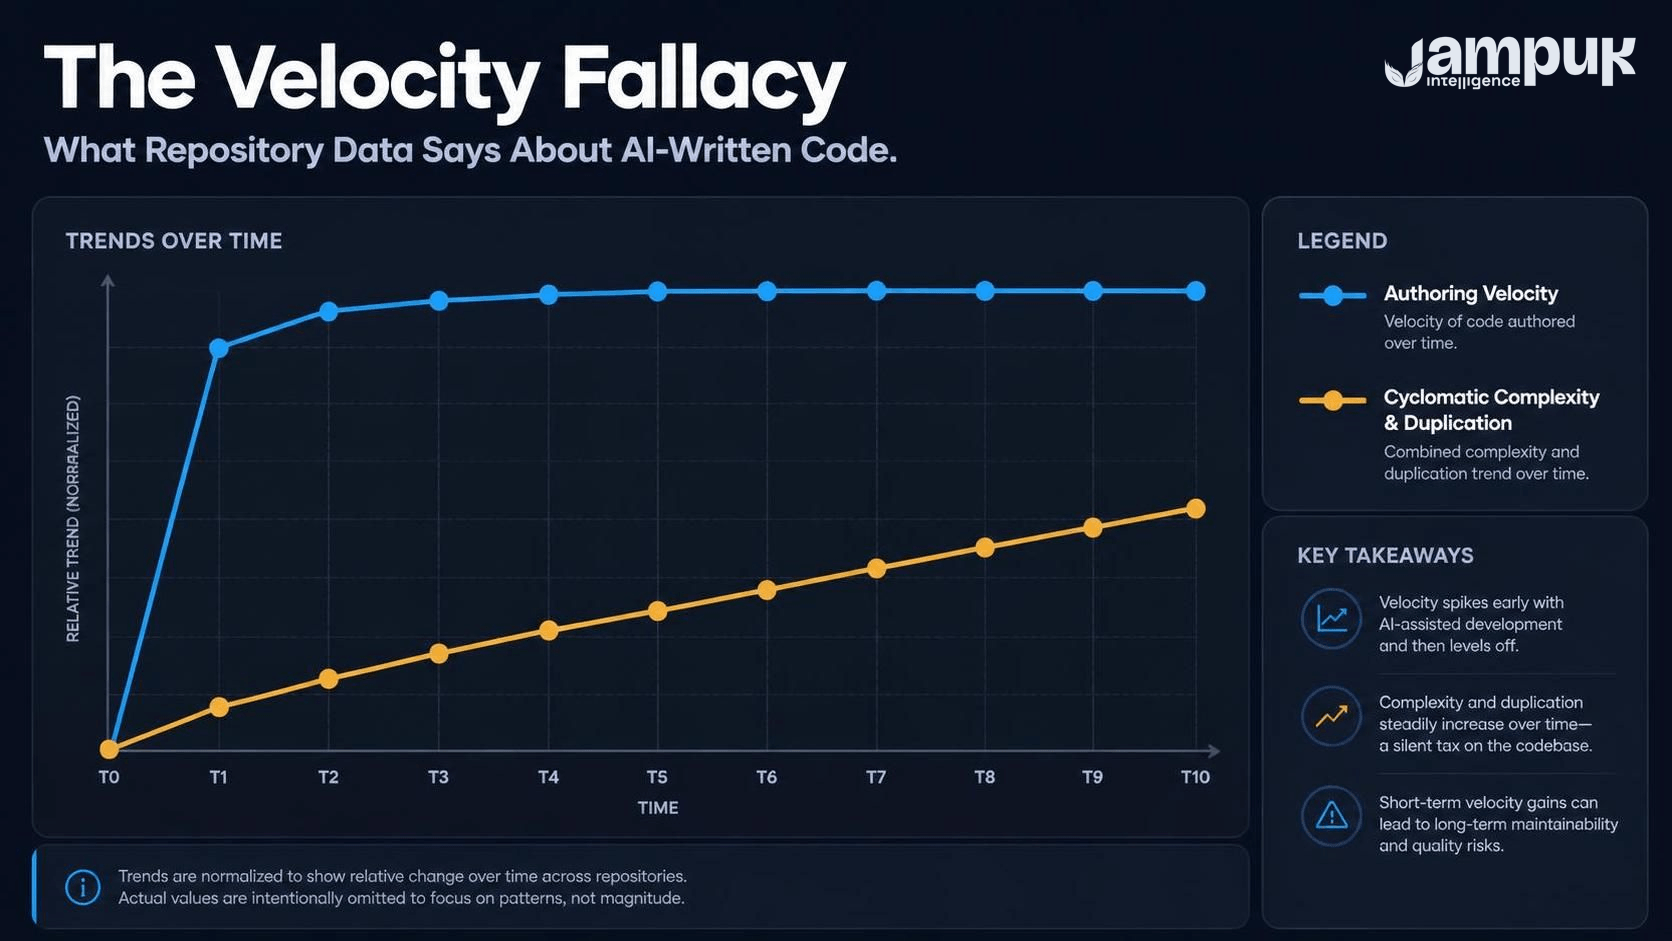 The Velocity Fallacy
What Repository Data Says About AI-Written Code.
Jampuk
Intelligence
TRENDS OVER TIME
RELATIVE TREND (NORRALIZED)
T0 T1 T2 T3 T4 T5 T6 T7 T8 T9 T10
TIME
Trends are normalized to show relative change over time across repositories.
Actual values are intentionally omitted to focus on patterns, not magnitude.
LEGEND
Authoring Velocity
Velocity of code authored
over time.
Cyclomatic Complexity
& Duplication
Combined complexity and
duplication trend over time.
KEY TAKEAWAYS
Velocity spikes early with
AI-assisted development
and then levels off.
Complexity and duplication
steadily increase over time—
a silent tax on the codebase.
Short-term velocity gains can
lead to long-term maintainability
and quality risks.